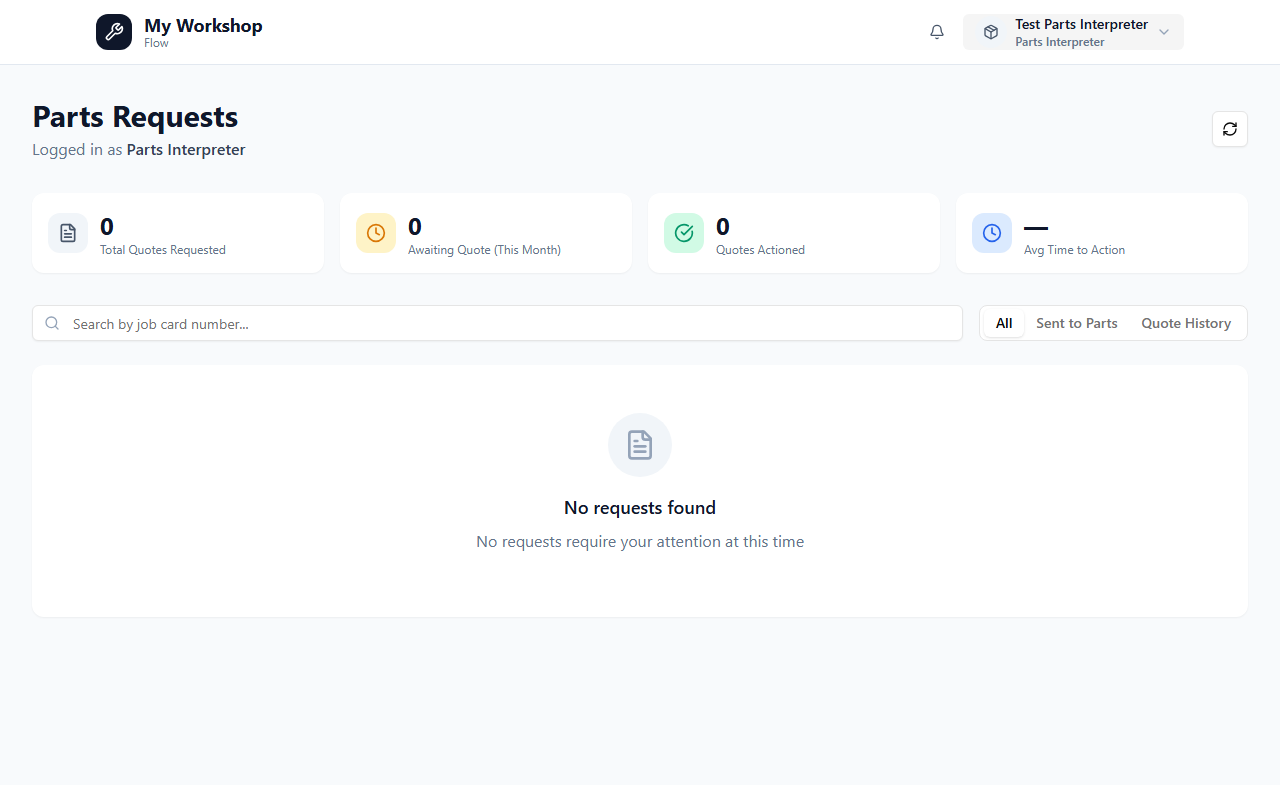 My Workshop
Flow
Test Parts Interpreter
Parts Interpreter
Parts Requests
Logged in as Parts Interpreter
0
Total Quotes Requested
0
Awaiting Quote (This Month)
0
Quotes Actioned
—
Avg Time to Action
Search by job card number...
All
Sent to Parts
Quote History
No requests found
No requests require your attention at this time